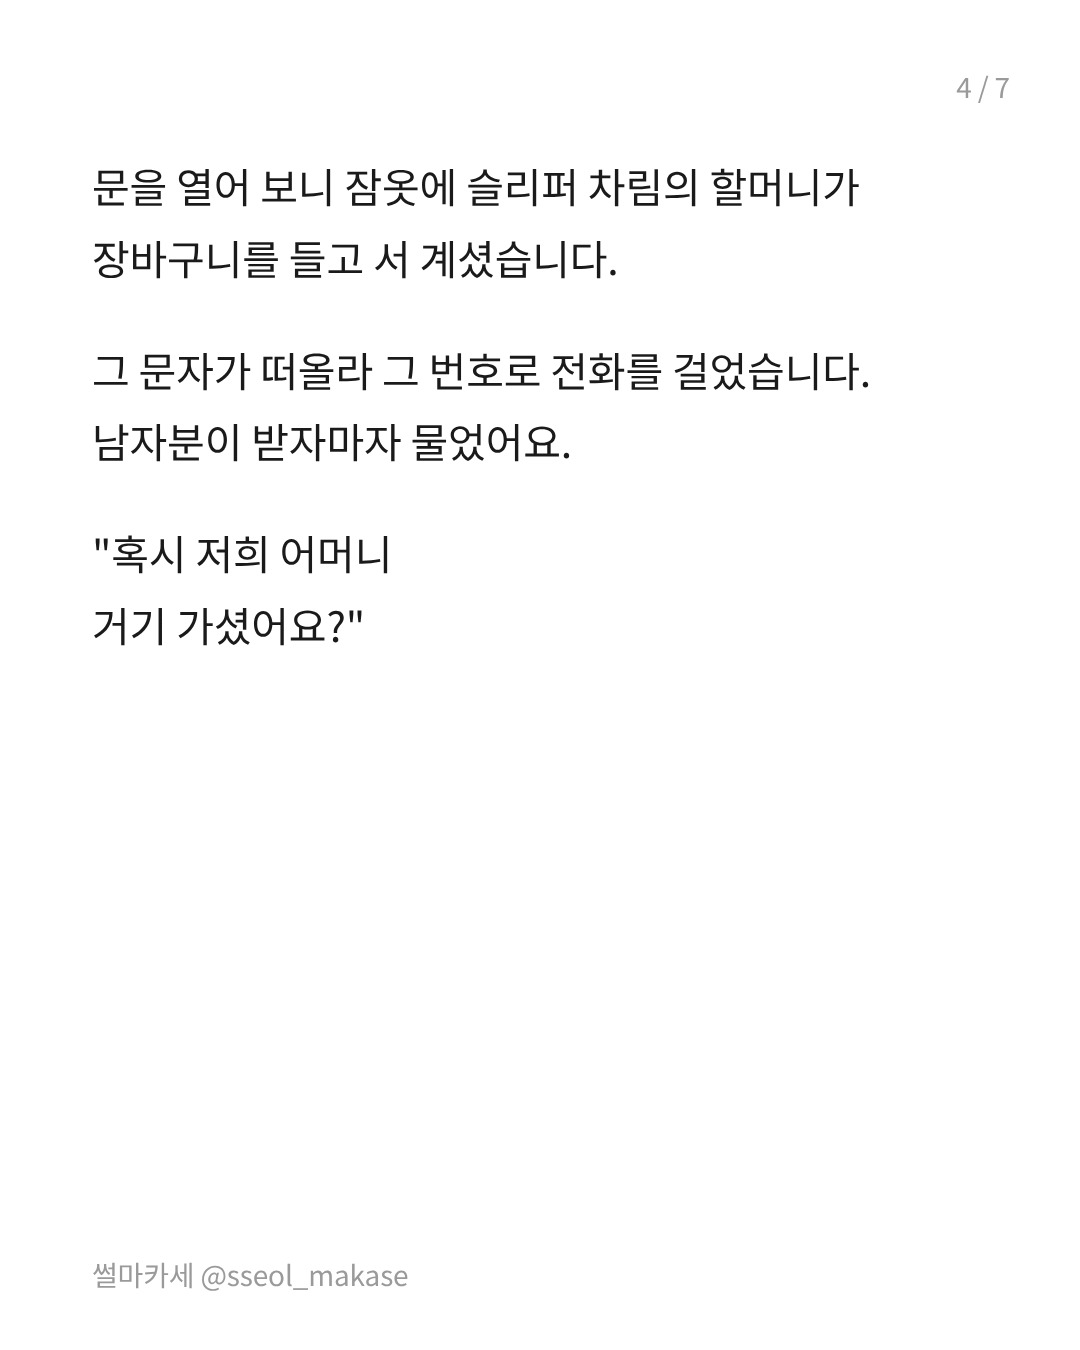 4 / 7
문을 열어 보니 잠옷에 슬리퍼 차림의 할머니가
장바구니를 들고 서 계셨습니다.
그 문자가 떠올라 그 번호로 전화를 걸었습니다.
남자분이 받자마자 물었어요.
"혹시 저희 어머니
거기 가셨어요?"
썰마카세 @sseol_makase